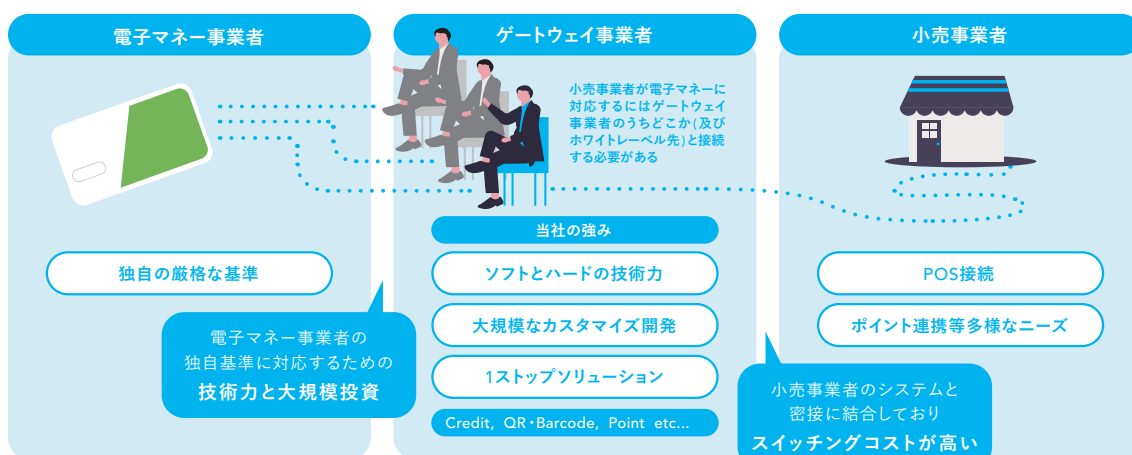 電子マネー事業者
独自の厳格な基準
電子マネー事業者の
独自基準に対応するための
技術力と大規模投資
ゲートウェイ事業者
小売事業者が電子マネーに
対応するにはゲートウェイ
事業者のうちどこか(及び
ホワイトレーベル先)と接続
する必要がある
当社の強み
ソフトとハードの技術力
大規模なカスタマイズ開発
1ストップソリューション
Credit, QR・Barcode, Point etc...
小売事業者
POS接続
ポイント連携等多様なニーズ
小売事業者のシステムと
密接に結合しており
スイッチングコストが高い